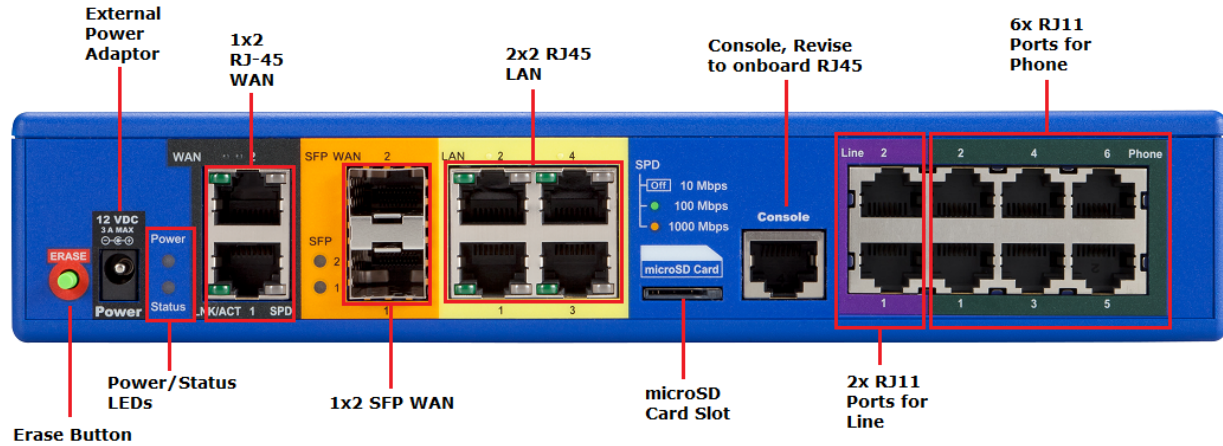 External
Power
Adaptor
1x2
RJ-45
WAN
2x2 RJ45
LAN
Console, Revise
to onboard RJ45
6x RJ11
Ports for
Phone
WAN 2
SFP WAN 2
LAN 2 4
SPD
Off 10 Mbps
100 Mbps
1000 Mbps
Line 2
2 4 6 Phone
12 VDC
3 A MAX
Power
Status
ERASE
Power
SFP
2
1
microSD Card
Console
LNK/ACT 1 SPD
1
1 3
1
1 3 5
Power/Status
LEDs
Erase Button
1x2 SFP WAN
microSD
Card Slot
2x RJ11
Ports for
Line